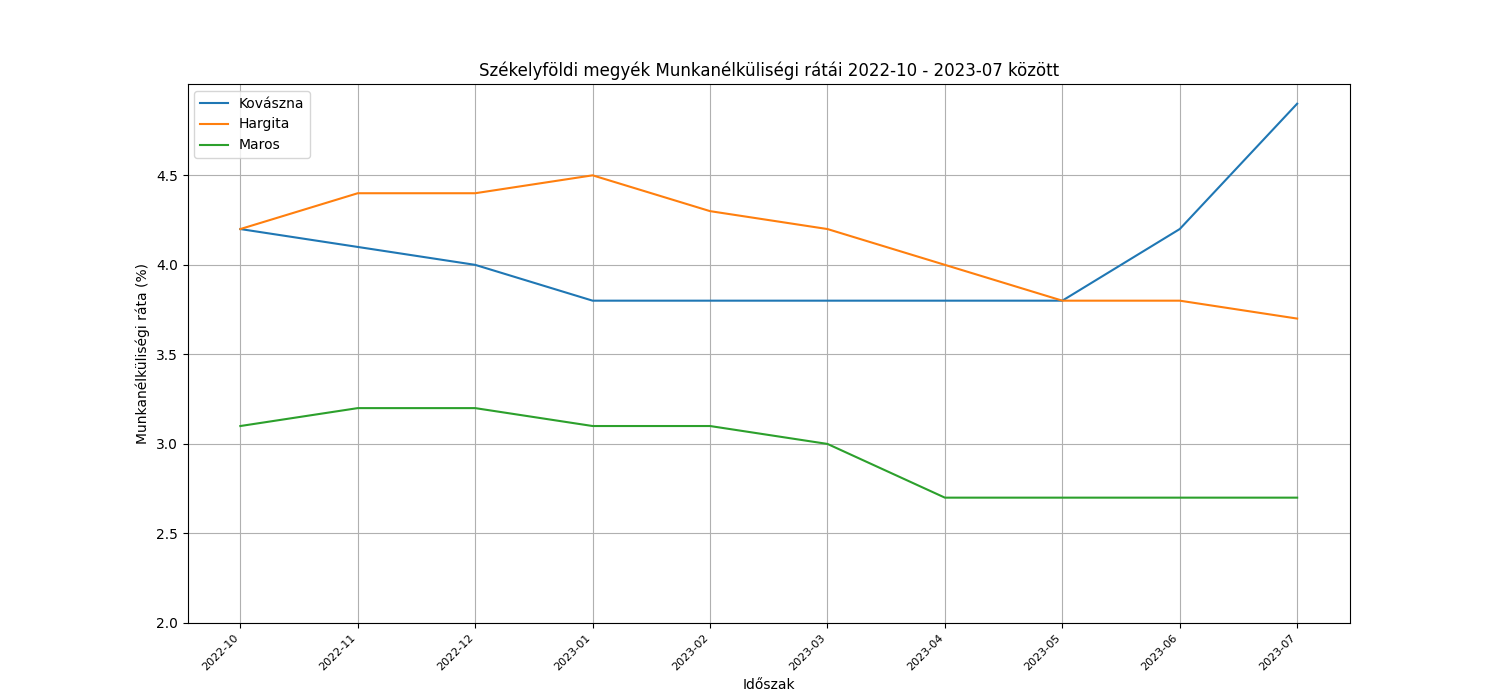 Székelyföldi megyék Munkanélküliségi rátái 2022-10 - 2023-07 között
Kovászna
Hargita
Maros
Munkanélküliségi ráta (%)
4.5
4.0
3.5
3.0
2.5
2.0
2022-10
2022-11
2022-12
2023-01
2023-02
2023-03
2023-04
2023-05
2023-06
2023-07
Időszak